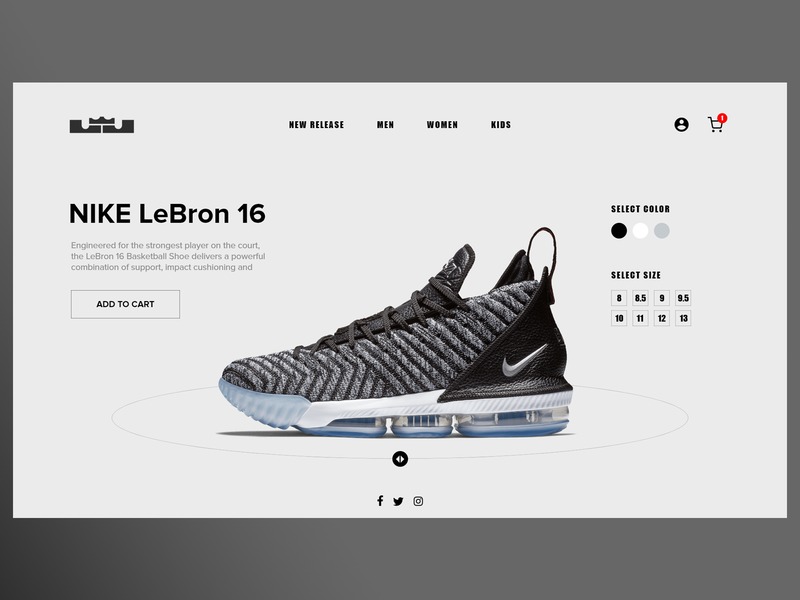 NEW RELEASE MEN WOMEN KIDS
1
NIKE LeBron 16
Engineered for the strongest player on the court,
the LeBron 16 Basketball Shoe delivers a powerful
combination of support, impact cushioning and
ADD TO CART
SELECT COLOR
SELECT SIZE
8 8.5 9 9.5
10 11 12 13